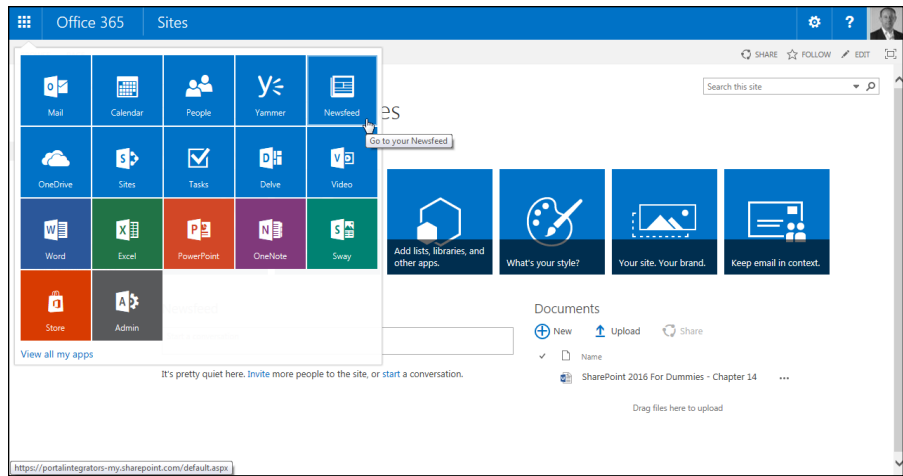 Office 365 Sites ?
SHARE FOLLOW EDIT
Search this site
es
Mail Calendar People Yammer Newsfeed
Go to your Newsfeed
OneDrive Sites Tasks Delve Video
Word Excel PowerPoint OneNote Sway
Add lists, libraries, and
other apps.
What's your style?
Your site. Your brand.
Keep email in context.
Store Admin
View all my apps
It's pretty quiet here. Invite more people to the site, or start a conversation.
Documents
New Upload Share
Name
SharePoint 2016 For Dummies - Chapter 14 ...
Drag files here to upload
https://portalintegrators-my.sharepoint.com/default.aspx